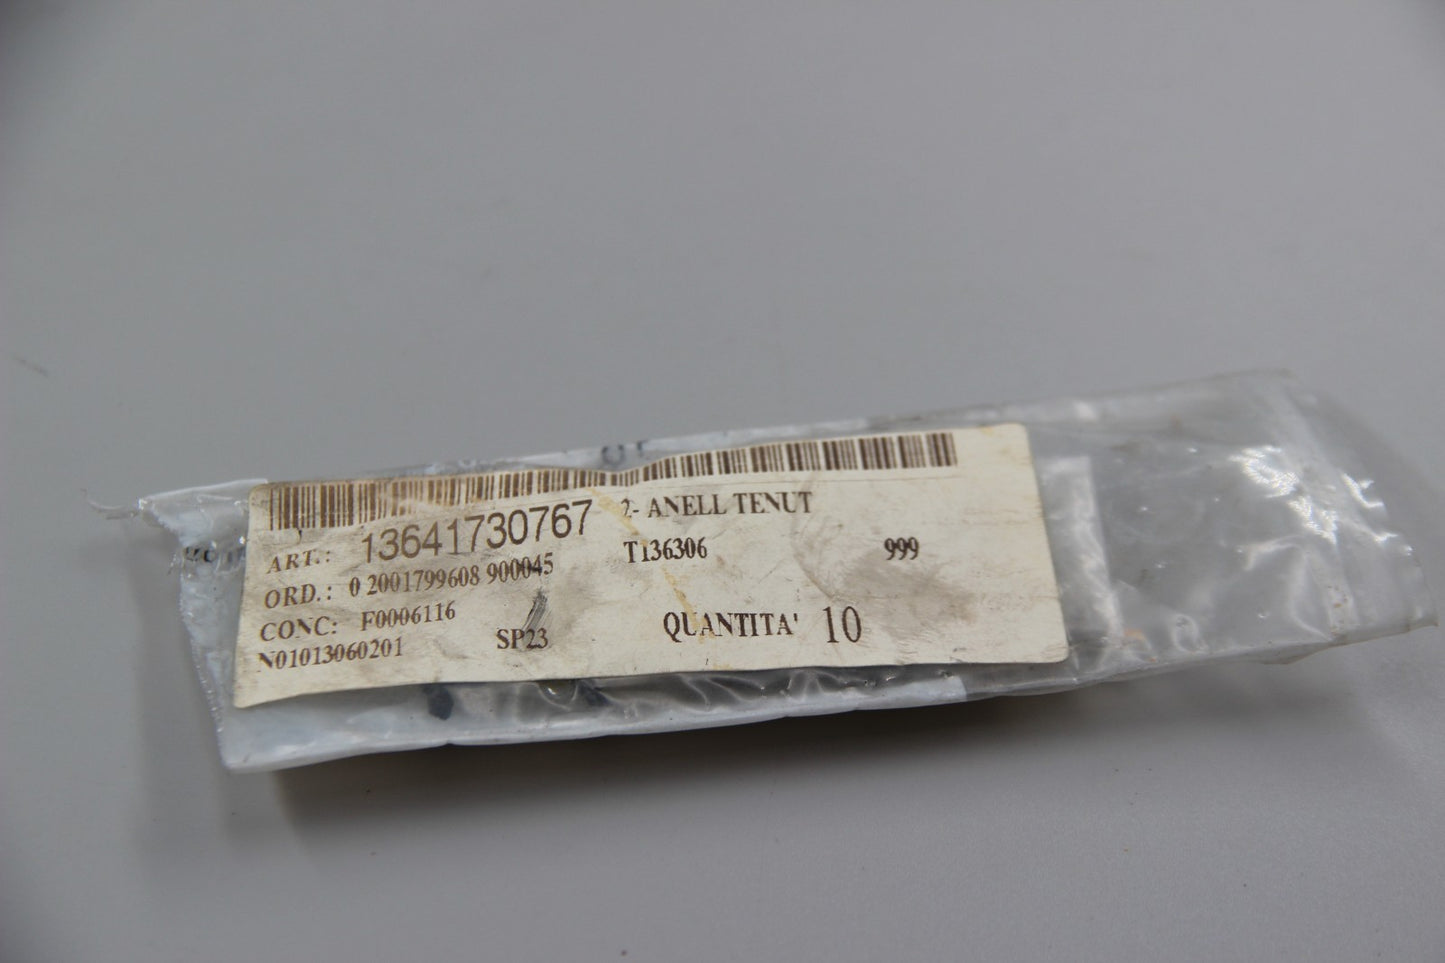 ART.: 13641730767 2- ANELL TENUT
ORD.: 0 2001799608 900045 T136306 999
CONC: F0006116
N01013060201 SP23 QUANTITA' 10